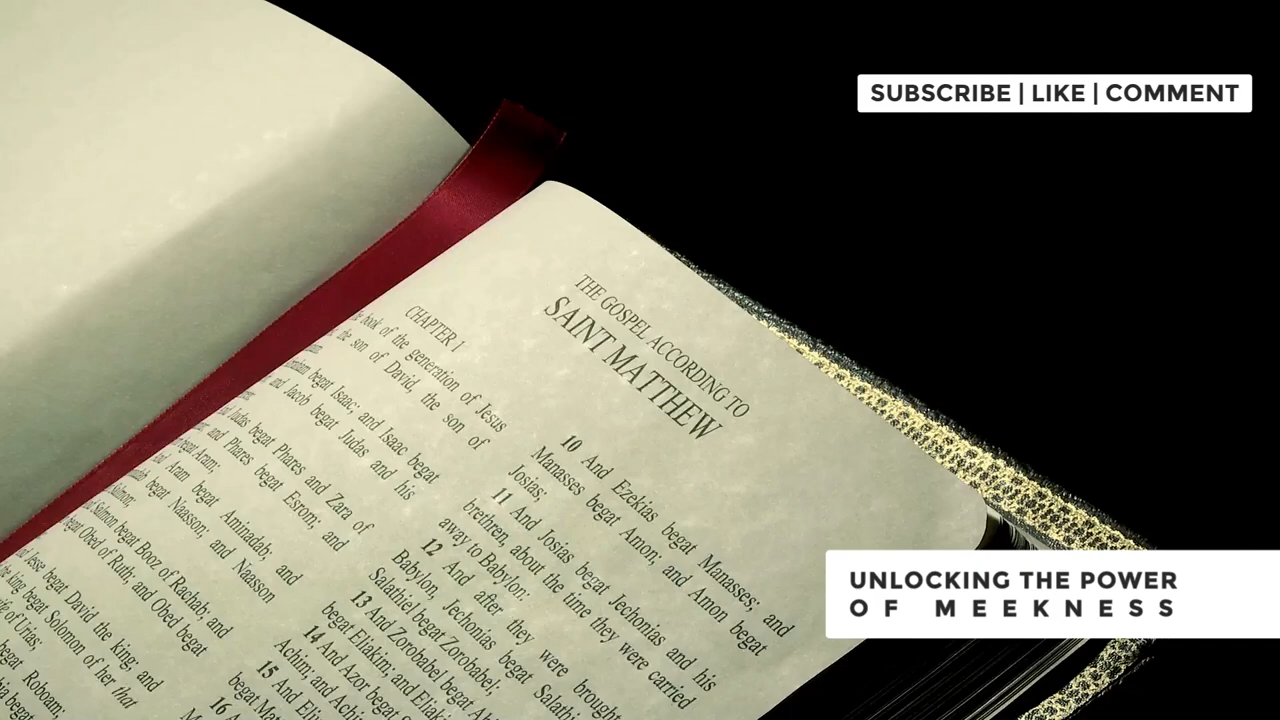 SUBSCRIBE | LIKE | COMMENT
THE GOSPEL ACCORDING TO
SAINT MATTHEW
CHAPTER 1
book of the generation of Jesus
the son of David, the son of
begat Isaac; and Isaac begat
and Jacob begat Judas and his
Judas begat Phares and Zara of
and Phares begat Esrom; and
begat Aram;
Aram begat Aminadab, and
begat Naasson; and Naasson
Salmon;
Salmon begat Booz of Rachab; and
begat Obed of Ruth; and Obed begat
Jesse begat David the king; and
the king begat Solomon of her that
of Urias;
begat Roboam;
10 And Ezekias begat Manasses; and
Manasses begat Amon; and Amon begat
Josias;
11 And Josias begat Jechonias and his
brethren, about the time they were carried
away to Babylon:
12 And after they were brought
Babylon, Jechonias begat
Salathiel begat Zorobabel;
13 And Zorobabel begat
begat Eliakim; and Eliakim
14 And Azor begat
Achim; and
15 And
begat
16
UNLOCKING THE POWER
OF MEEKNESS